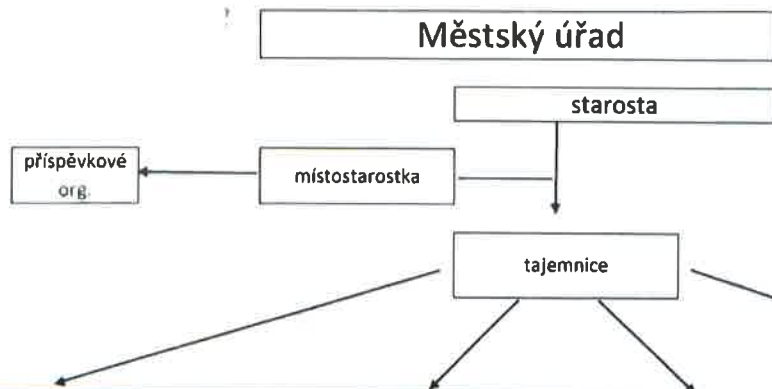 Městský úřad
starosta
příspěvkové
org.
místostarostka
tajemnice